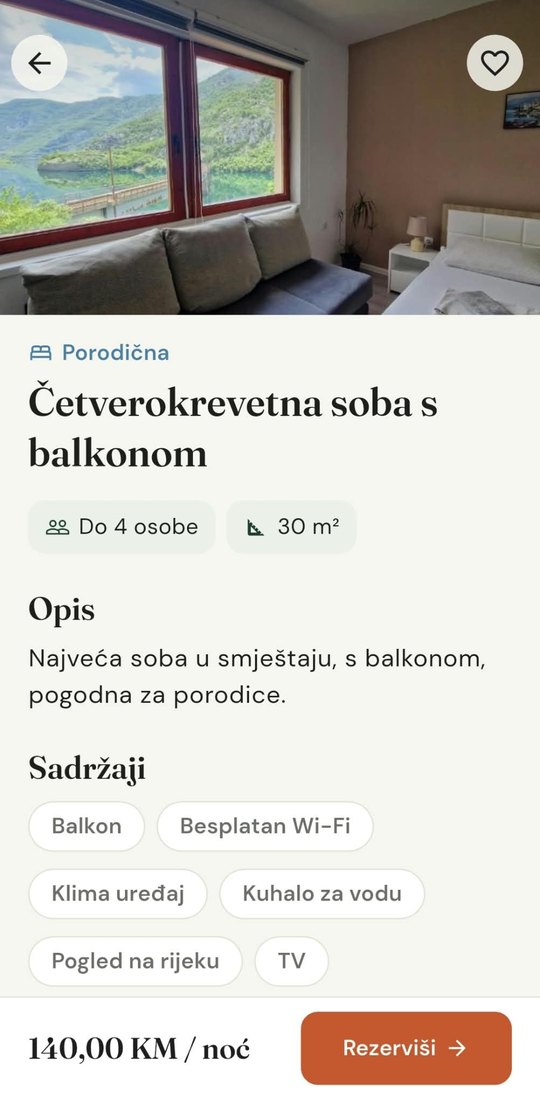 Porodična
Četverokrevetna soba s
balkonom
Do 4 osobe
30 m²
Opis
Najveća soba u smještaju, s balkonom,
pogodna za porodice.
Sadržaji
Balkon
Besplatan Wi-Fi
Klima uređaj
Kuhalo za vodu
Pogled na rijeku
TV
140,00 KM / noć
Rezerviši →